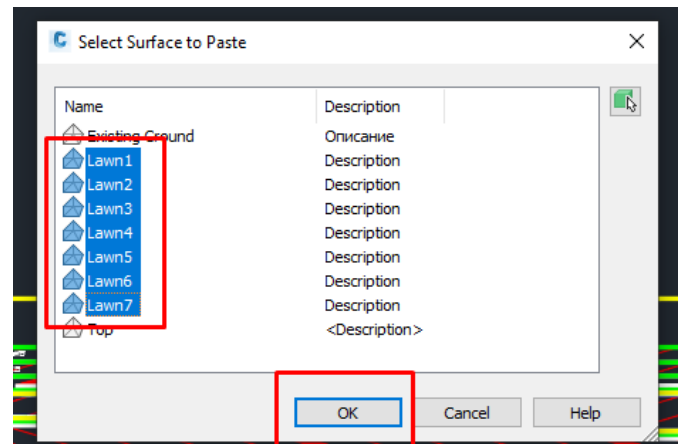 Select Surface to Paste
Name Description
Existing Ground Описание
Lawn1 Description
Lawn2 Description
Lawn3 Description
Lawn4 Description
Lawn5 Description
Lawn6 Description
Lawn7 Description
Top <Description>
OK Cancel Help